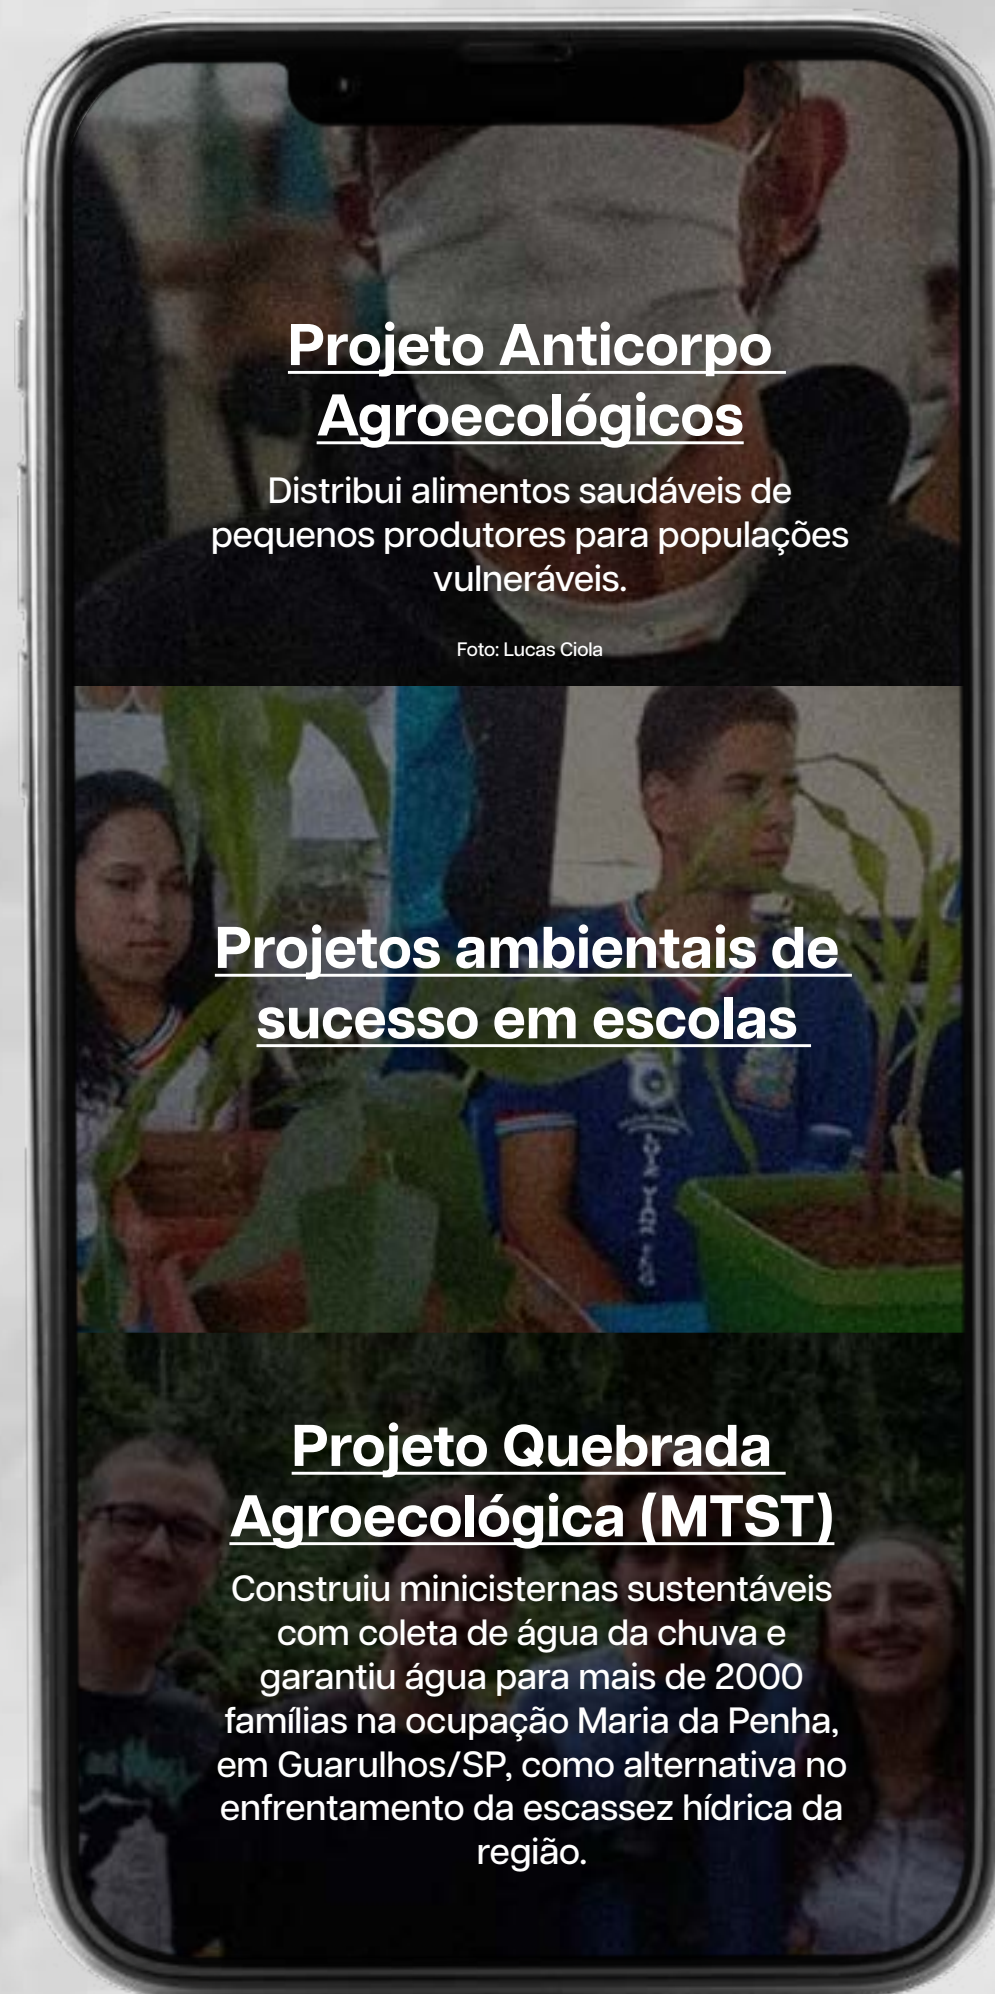 Projeto Anticorpo
Agroecológicos
Distribui alimentos saudáveis de
pequenos produtores para populações
vulneráveis.
Foto: Lucas Ciola
Projetos ambientais de
sucesso em escolas
Projeto Quebrada
Agroecológica (MTST)
Construiu minicisternas sustentáveis
com coleta de água da chuva e
garantiu água para mais de 2000
famílias na ocupação Maria da Penha,
em Guarulhos/SP, como alternativa no
enfrentamento da escassez hídrica da
região.